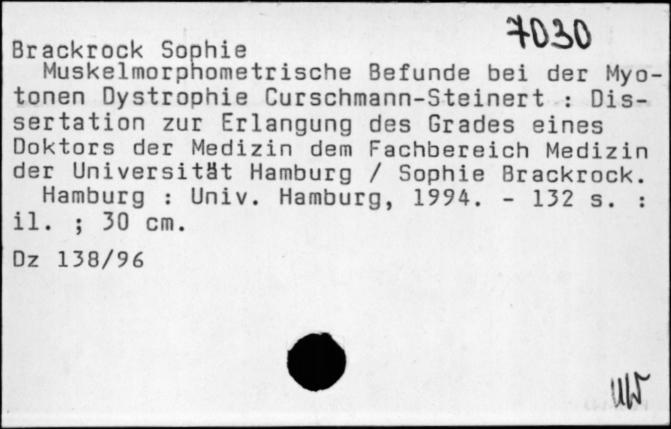 7030
Brackrock Sophie
Muskelmorphometrische Befunde bei der Myo-
tonen Dystrophie Curschmann-Steinert : Dis-
sertation zur Erlangung des Grades eines
Doktors der Medizin dem Fachbereich Medizin
der Universität Hamburg / Sophie Brackrock.
Hamburg : Univ. Hamburg, 1994. - 132 s. :
il. ; 30 cm.
Dz 138/96
UW